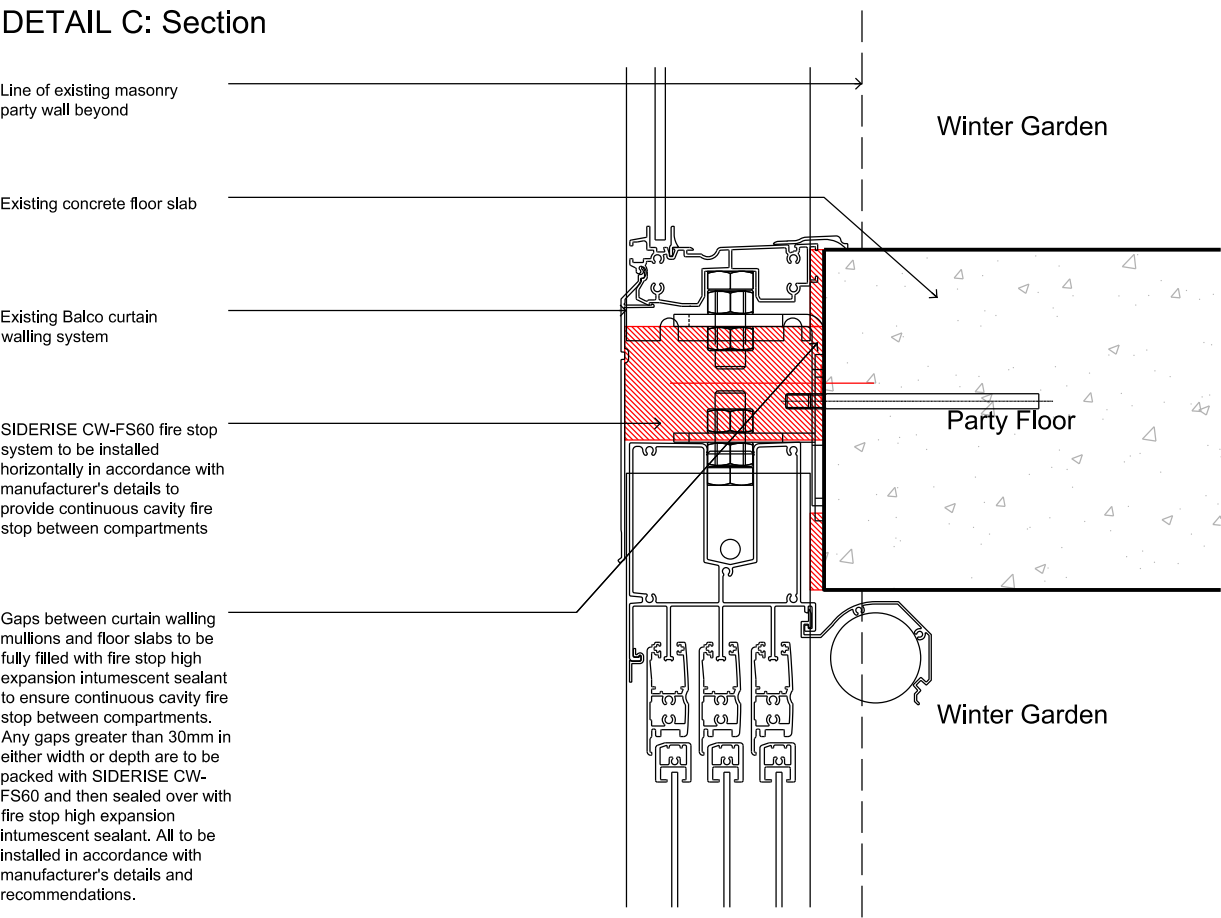 DETAIL C: Section
Line of existing masonry
party wall beyond
Winter Garden
Existing concrete floor slab
Existing Balco curtain
walling system
Party Floor
SIDERISE CW-FS60 fire stop
system to be installed
horizontally in accordance with
manufacturer's details to
provide continuous cavity fire
stop between compartments
Gaps between curtain walling
mullions and floor slabs to be
fully filled with fire stop high
expansion intumescent sealant
to ensure continuous cavity fire
stop between compartments.
Any gaps greater than 30mm in
either width or depth are to be
packed with SIDERISE CW-
FS60 and then sealed over with
fire stop high expansion
intumescent sealant. All to be
installed in accordance with
manufacturer's details and
recommendations.
Winter Garden